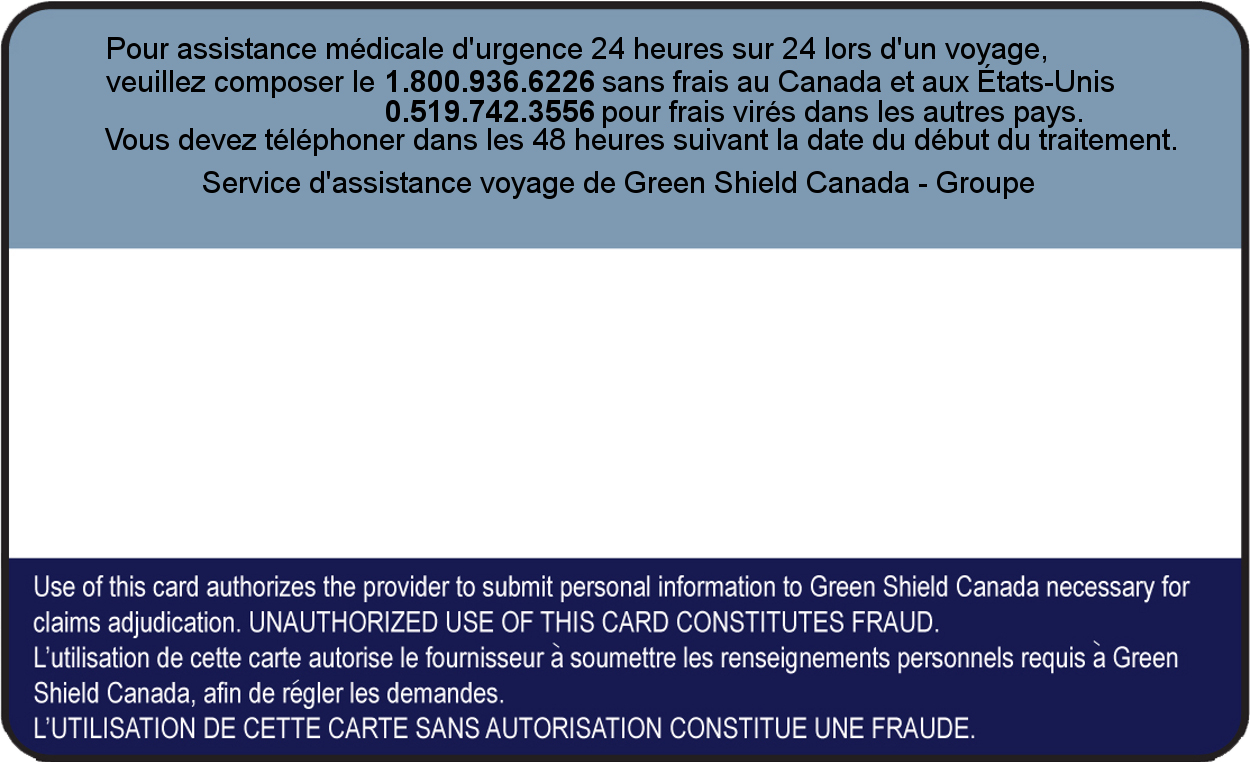 Pour assistance médicale d'urgence 24 heures sur 24 lors d'un voyage,
veuillez composer le 1.800.936.6226 sans frais au Canada et aux États-Unis
0.519.742.3556 pour frais virés dans les autres pays.
Vous devez téléphoner dans les 48 heures suivant la date du début du traitement.
Service d'assistance voyage de Green Shield Canada - Groupe
Use of this card authorizes the provider to submit personal information to Green Shield Canada necessary for
claims adjudication. UNAUTHORIZED USE OF THIS CARD CONSTITUTES FRAUD.
L’utilisation de cette carte autorise le fournisseur à soumettre les renseignements personnels requis à Green
Shield Canada, afin de régler les demandes.
L’UTILISATION DE CETTE CARTE SANS AUTORISATION CONSTITUE UNE FRAUDE.